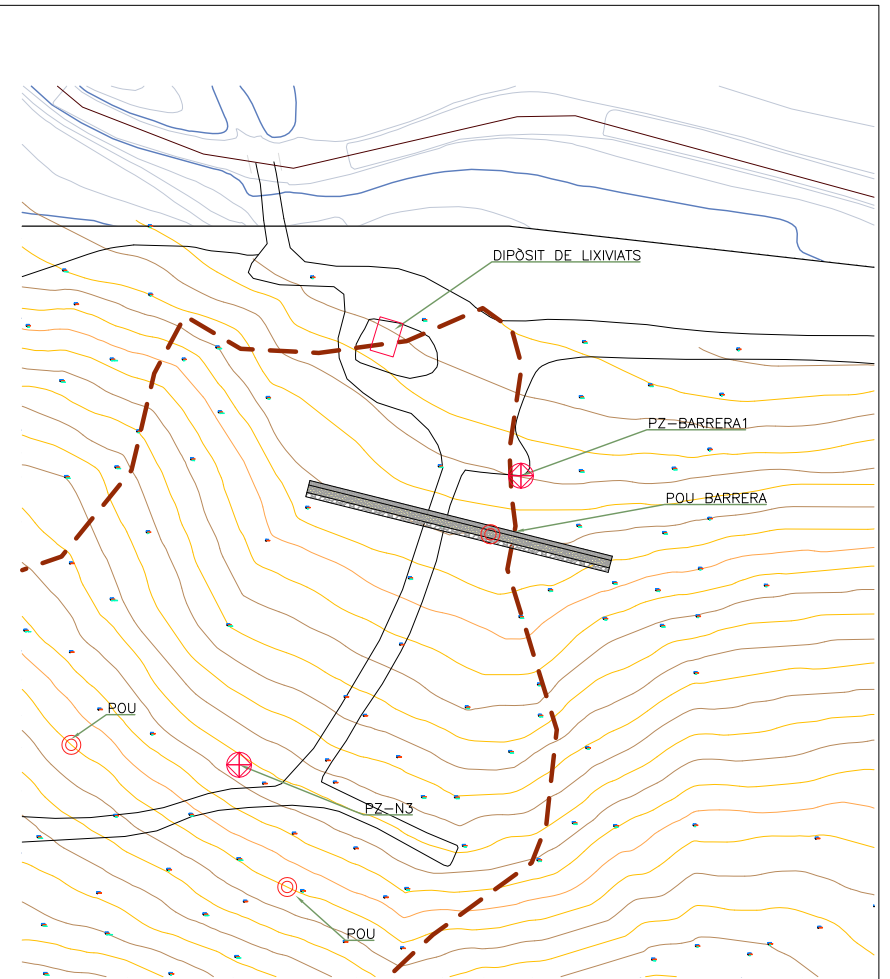 DIPÒSIT DE LIXIVIATS
PZ-BARRERA1
POU BARRERA
POU
PZ-N3
POU